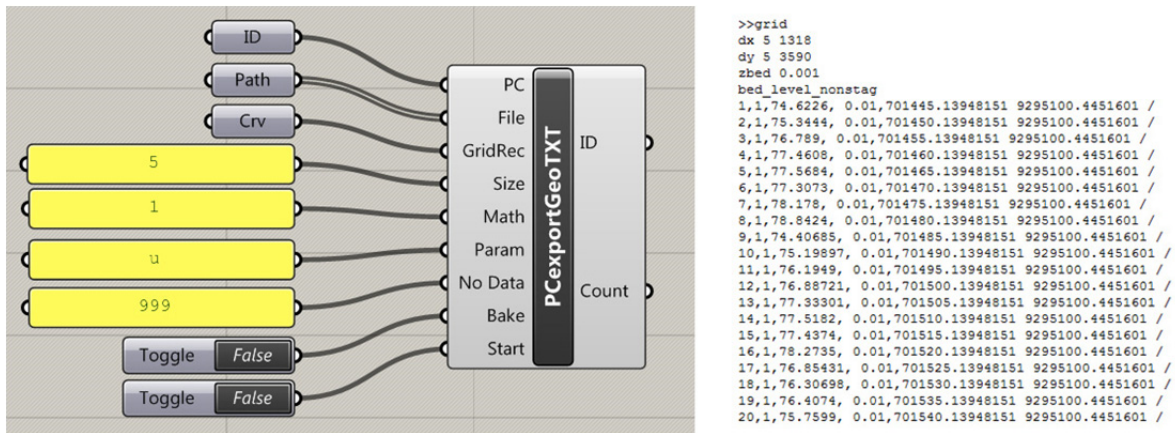 ID
Path
Crv
5
1
u
999
Toggle False
Toggle False
PC
File
GridRec
Size
Math
Param
No Data
Bake
Start
PCexportGeoTXT
ID
Count
>>grid
dx 5 1318
dy 5 3590
zbed 0.001
bed_level_nonstag
1,1,74.6226, 0.01,701445.13948151 9295100.4451601 /
2,1,75.3444, 0.01,701450.13948151 9295100.4451601 /
3,1,76.789, 0.01,701455.13948151 9295100.4451601 /
4,1,77.4608, 0.01,701460.13948151 9295100.4451601 /
5,1,77.5684, 0.01,701465.13948151 9295100.4451601 /
6,1,77.3073, 0.01,701470.13948151 9295100.4451601 /
7,1,78.178, 0.01,701475.13948151 9295100.4451601 /
8,1,78.8424, 0.01,701480.13948151 9295100.4451601 /
9,1,74.40685, 0.01,701485.13948151 9295100.4451601 /
10,1,75.19897, 0.01,701490.13948151 9295100.4451601 /
11,1,76.1949, 0.01,701495.13948151 9295100.4451601 /
12,1,76.88721, 0.01,701500.13948151 9295100.4451601 /
13,1,77.33301, 0.01,701505.13948151 9295100.4451601 /
14,1,77.5182, 0.01,701510.13948151 9295100.4451601 /
15,1,77.4374, 0.01,701515.13948151 9295100.4451601 /
16,1,78.2735, 0.01,701520.13948151 9295100.4451601 /
17,1,76.85431, 0.01,701525.13948151 9295100.4451601 /
18,1,76.30698, 0.01,701530.13948151 9295100.4451601 /
19,1,76.4074, 0.01,701535.13948151 9295100.4451601 /
20,1,75.7599, 0.01,701540.13948151 9295100.4451601 /